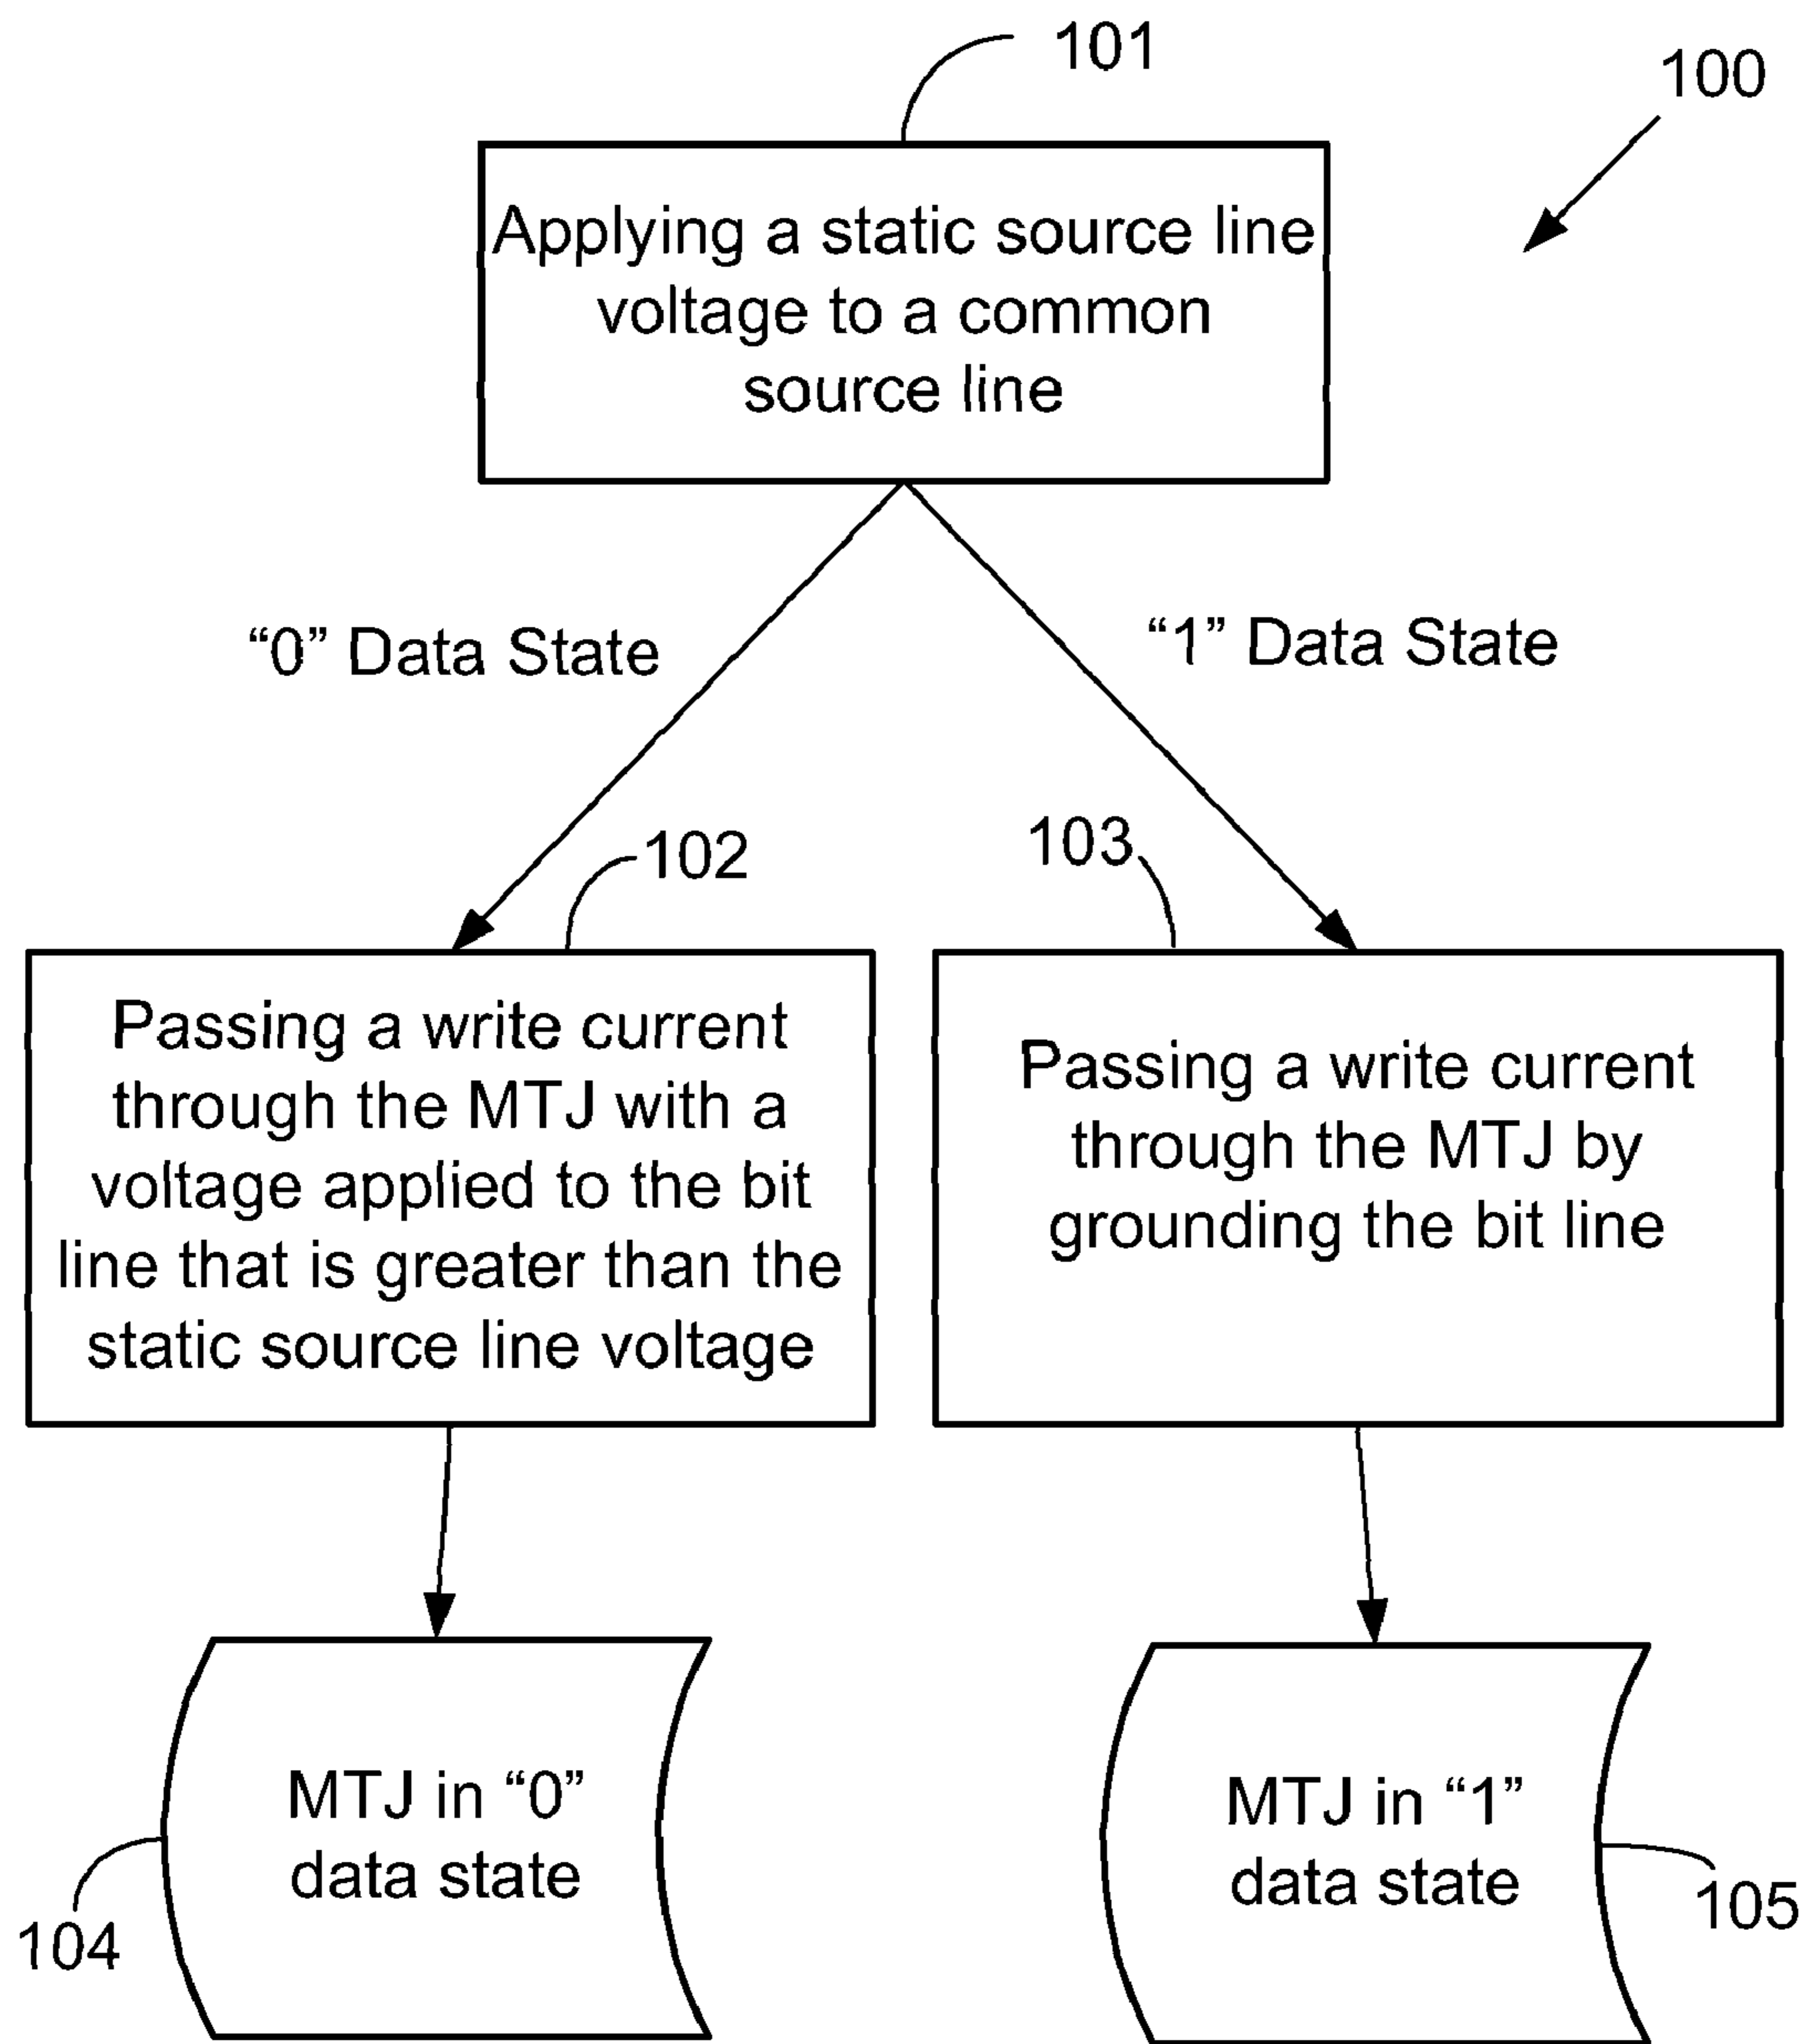 101
100
Applying a static source line
voltage to a common
source line
“0” Data State
“1” Data State
102
103
Passing a write current
through the MTJ with a
voltage applied to the bit
line that is greater than the
static source line voltage
Passing a write current
through the MTJ by
grounding the bit line
MTJ in “0”
data state
104
MTJ in “1”
data state
105